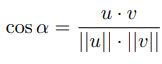 cos α = u · v / ||u|| · ||v||